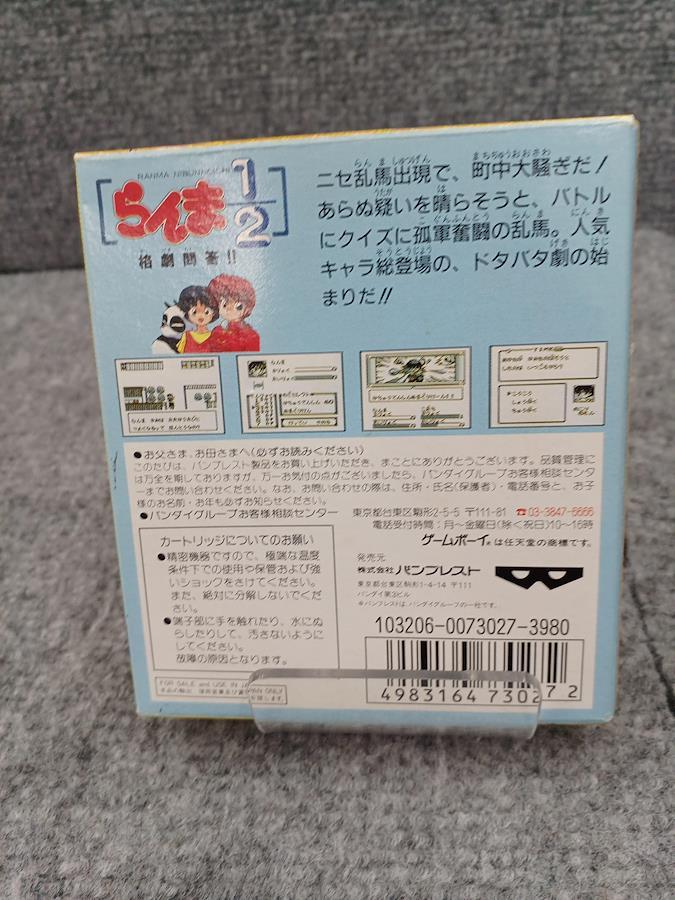 RANMA NIBUNNOICHI
らんま1/2
格劇問答!!
ニセ乱馬出現で、町中大騒ぎだ!
あらぬ疑いを晴らそうと、バトル
にクイズに孤軍奮闘の乱馬。人気
キャラ総登場の、ドタバタ劇の始
まりだ!!
●お父さま、お母さまへ(必ずお読みください)
このたびは、バンプレスト製品をお買い上げいただき、まことにありがとうございます。品質管理に
は万全を期しておりますが、万一お気付の点がございましたら、バンダイグループお客様相談センタ
ーまでお問い合わせください。なお、お問い合わせの際は、住所・氏名(保護者)・電話番号と、お子
様のお名前・お年も必ずお知らせください。
●バンダイグループお客様相談センター 東京都台東区駒形2-5-5 〒111-81 ☎03-3847-6666
電話受付時間:月~金曜日(除く祝日)10~16時
ゲームボーイ®は任天堂の商標です。
カートリッジについてのお願い
●精密機器ですので、極端な温度
条件下での使用や保管および強
いショックをさけてください。
また、絶対に分解しないでくだ
さい。
●端子部に手を触れたり、水にぬ
らしたりして、汚さないように
してください。
故障の原因となります。
FOR SALE and USE IN JAPAN ONLY
発売元
株式会社バンプレスト
東京都台東区駒形1-4-14 〒111
バンダイ第3ビル
※バンプレストは、バンダイグループの一社です。
103206-0073027-3980
4983164 730272